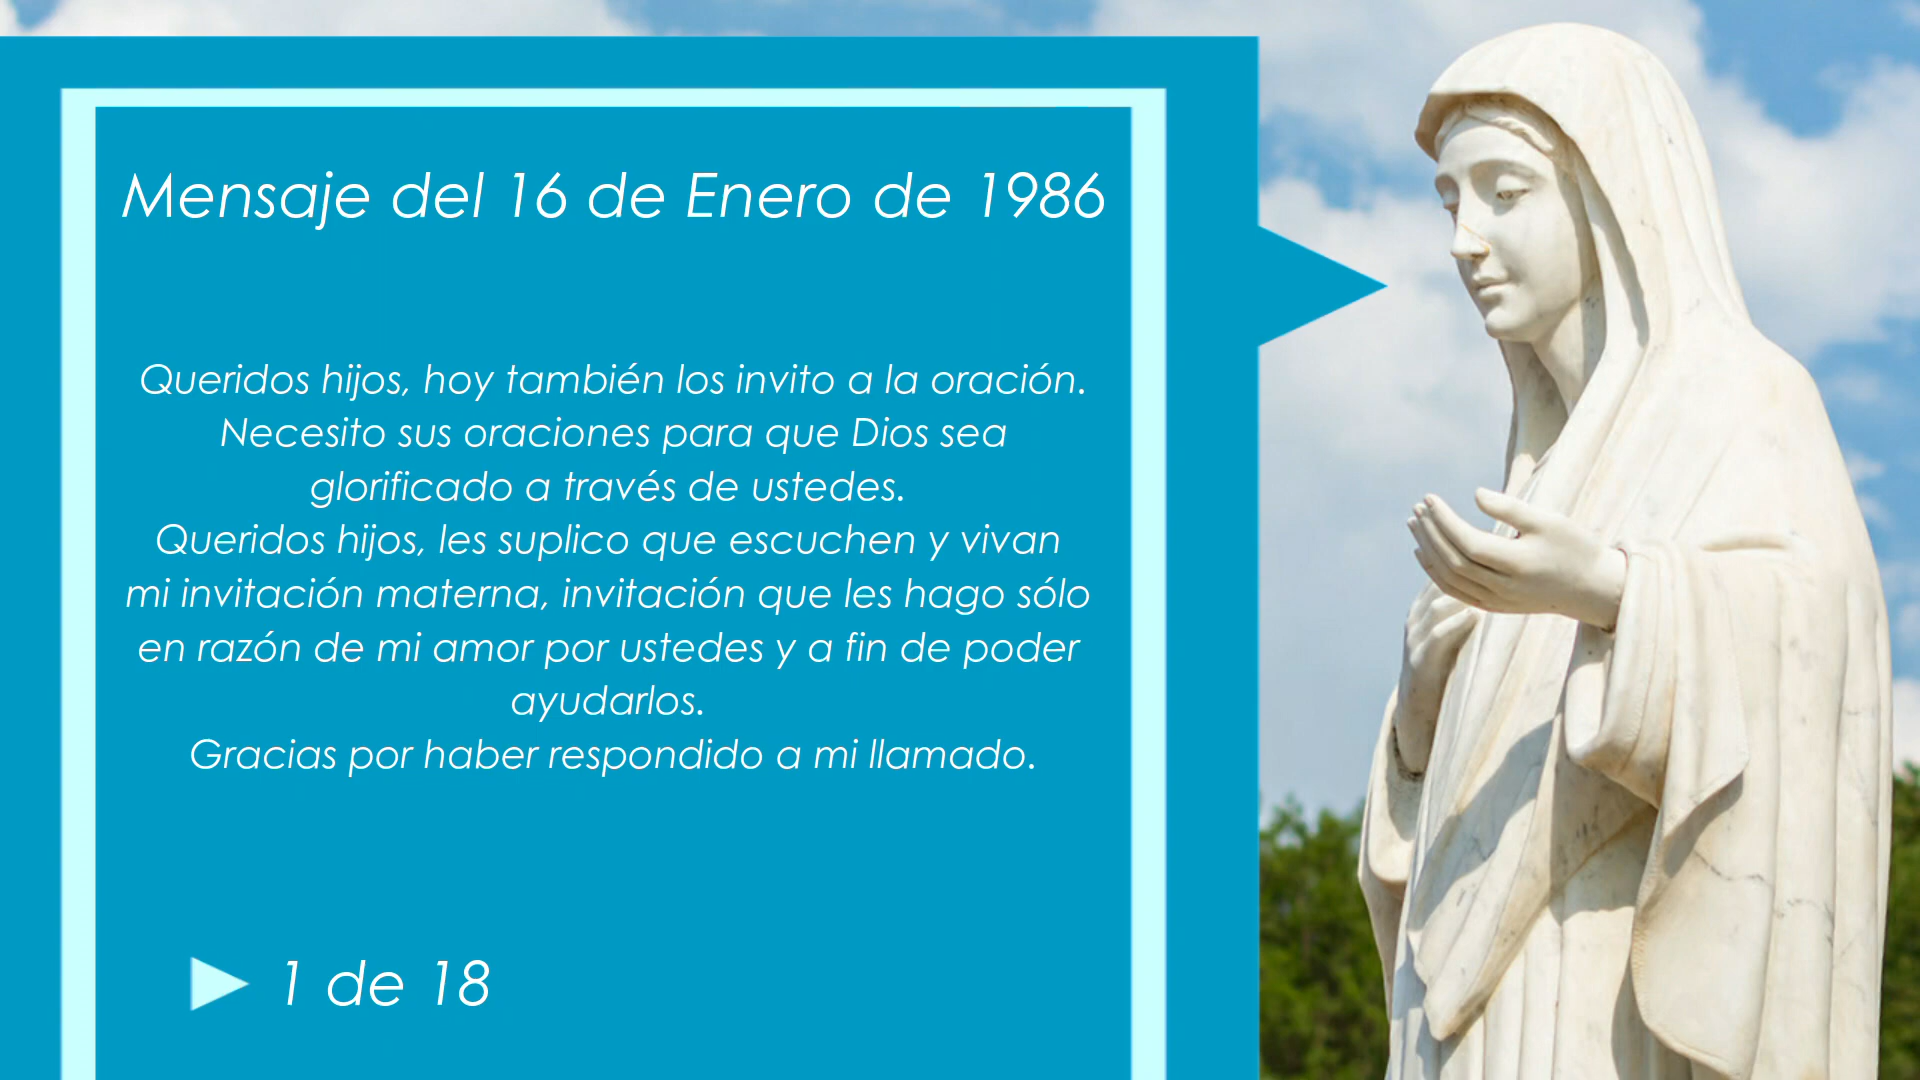 Mensaje del 16 de Enero de 1986
Queridos hijos, hoy también los invito a la oración.
Necesito sus oraciones para que Dios sea
glorificado a través de ustedes.
Queridos hijos, les suplico que escuchen y vivan
mi invitación materna, invitación que les hago sólo
en razón de mi amor por ustedes y a fin de poder
ayudarlos.
Gracias por haber respondido a mi llamado.
1 de 18